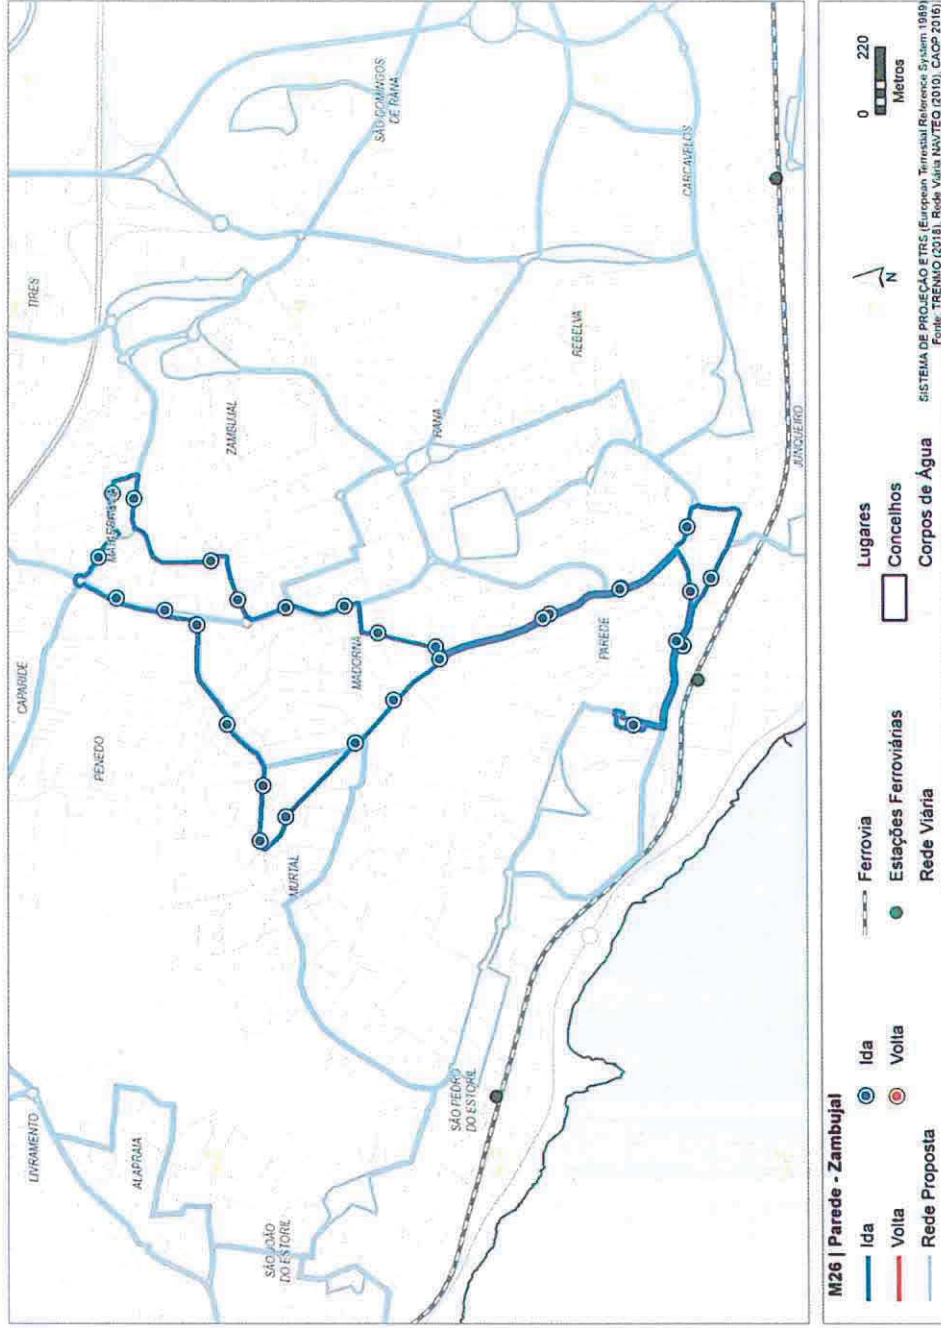 LIVRAMENTO
ALAPRAIA
SÃO JOÃO
DO ESTORIL
SÃO PEDRO
DO ESTORIL
MURTAL
PENEDO
CAPARIDE
MADORNA
PAREDE
ZAMBUJAL
TIRES
RANA
REBELVA
JUNQUEIRO
SÃO DOMINGOS
DE RANA
CARCAVELOS
M26 | Parede - Zambujal
Ida
Volta
Rede Proposta
Ida
Volta
Ferrovia
Estações Ferroviárias
Rede Viária
Lugares
Concelhos
Corpos de Água
N
0 220
Metros
SISTEMA DE PROJEÇÃO ETRS (European Terrestrial Reference System 1989)
Fonte: TRENMO (2018), Rede Viária NAVTEQ (2010), CAOP 2016)